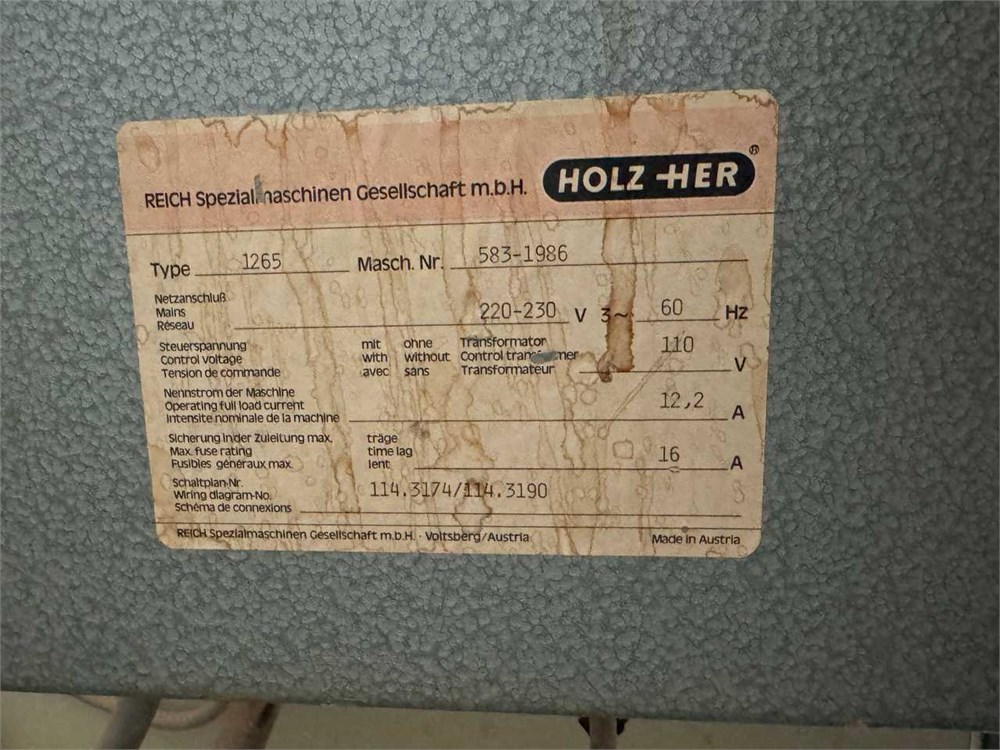 REICH Spezialmaschinen Gesellschaft m.b.H. HOLZ-HER®
Type 1265 Masch. Nr. 583-1986
Netzanschluß
Mains 220-230 V 3~ 60 Hz
Réseau
Steuerspannung mit ohne Transformator 110
Control voltage with without Control transformer V
Tension de commande avec sans Transformateur
Nennstrom der Maschine
Operating full load current 12,2 A
Intensite nominale de la machine
Sicherung in der Zuleitung max. träge
Max. fuse rating time lag 16 A
Fusibles généraux max. lent
Schaltplan-Nr.
Wiring diagram-No. 114.3174/114.3190
Schéma de connexions
REICH Spezialmaschinen Gesellschaft m.b.H. · Voitsberg/Austria Made in Austria